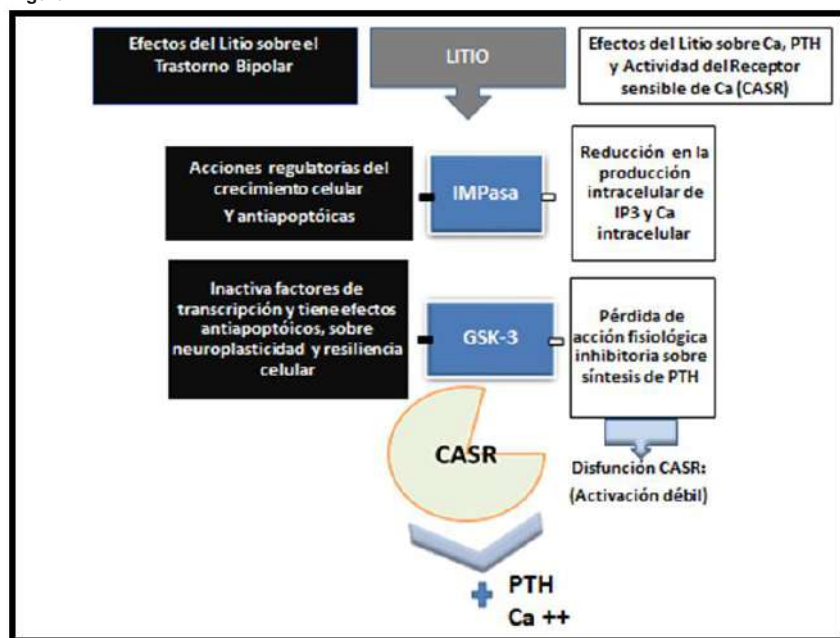 Efectos del Litio sobre el
Trastorno Bipolar
LITIO
Efectos del Litio sobre Ca, PTH
y Actividad del Receptor
sensible de Ca (CASR)
Acciones regulatorias del
crecimiento celular
Y antiapoptóicas
IMPasa
Reducción en la
producción
intracelular de
IP3 y Ca
intracelular
Inactiva factores de
transcripción y tiene efectos
antiapoptóicos, sobre
neuroplasticidad y resiliencia
celular
GSK-3
Pérdida de
acción fisiológica
inhibitoria sobre
síntesis de PTH
CASR
Disfunción CASR:
(Activación débil)
+ PTH
Ca ++